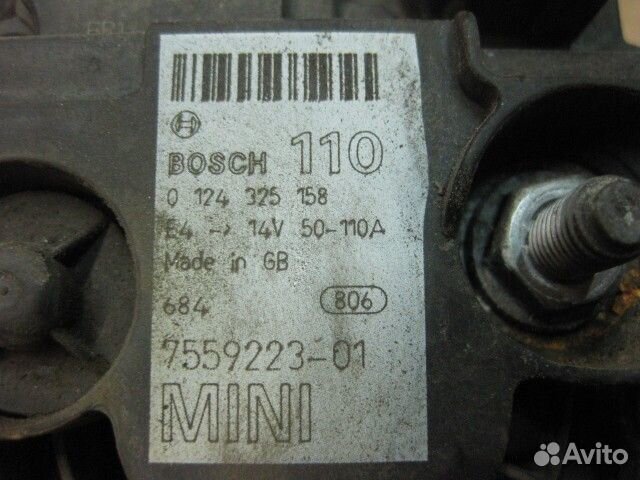 BOSCH 110
0 124 325 158
E4 -> 14V 50-110A
Made in GB
684 806
7559223-01
MINI
Avito